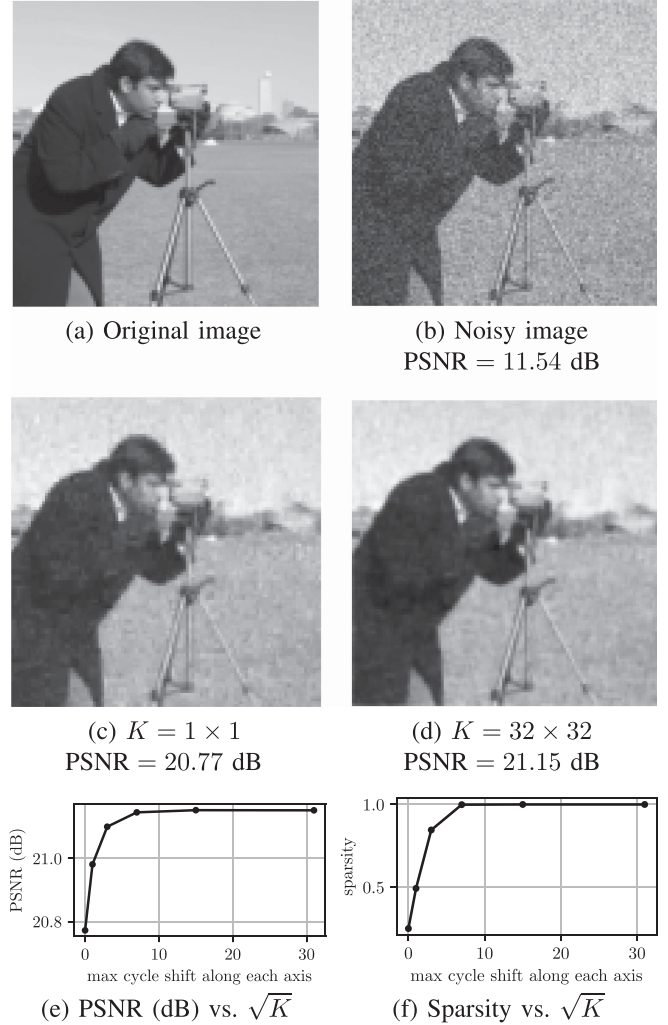 (a) Original image
(b) Noisy image
PSNR = 11.54 dB
(c) K = 1 × 1
PSNR = 20.77 dB
(d) K = 32 × 32
PSNR = 21.15 dB
PSNR (dB)
21.0
20.8
0 10 20 30
max cycle shift along each axis
(e) PSNR (dB) vs. √K
sparsity
1.0
0.5
0 10 20 30
max cycle shift along each axis
(f) Sparsity vs. √K